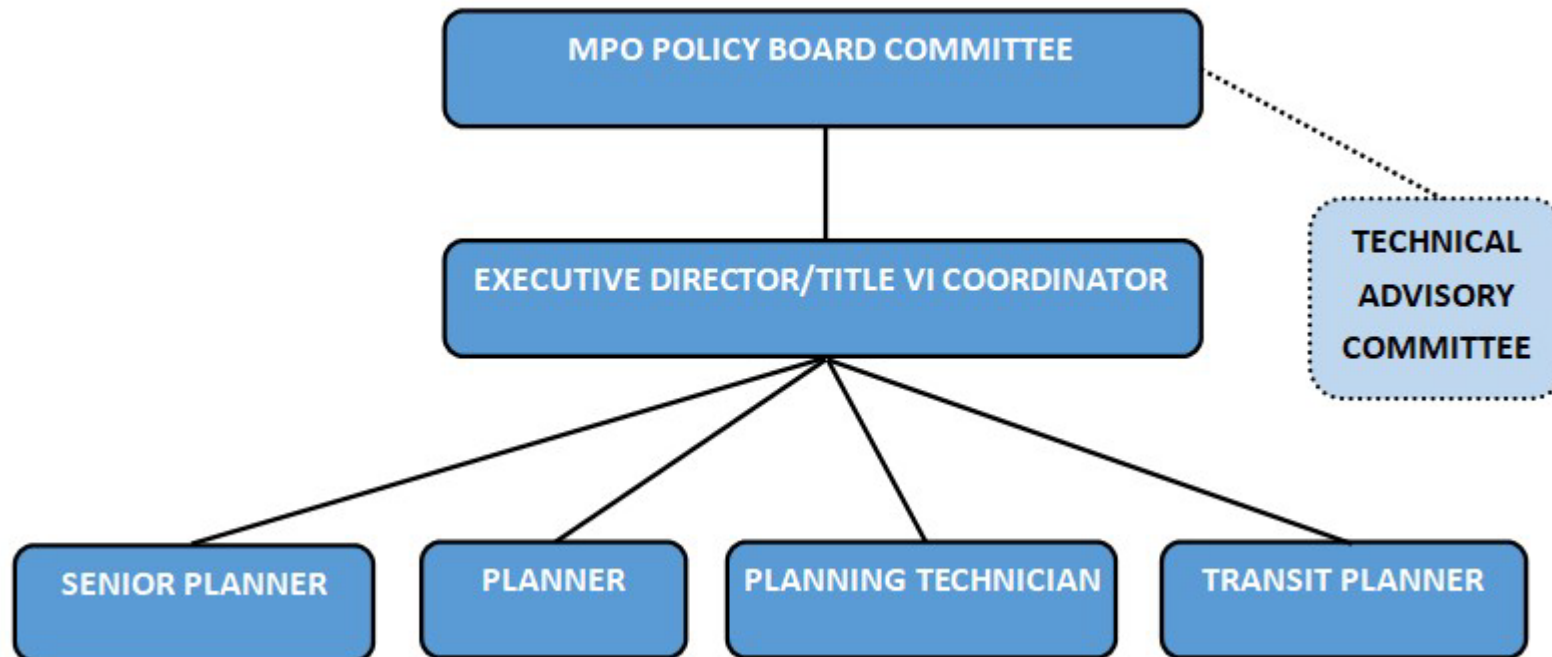 MPO POLICY BOARD COMMITTEE
EXECUTIVE DIRECTOR/TITLE VI COORDINATOR
TECHNICAL
ADVISORY
COMMITTEE
SENIOR PLANNER
PLANNER
PLANNING TECHNICIAN
TRANSIT PLANNER